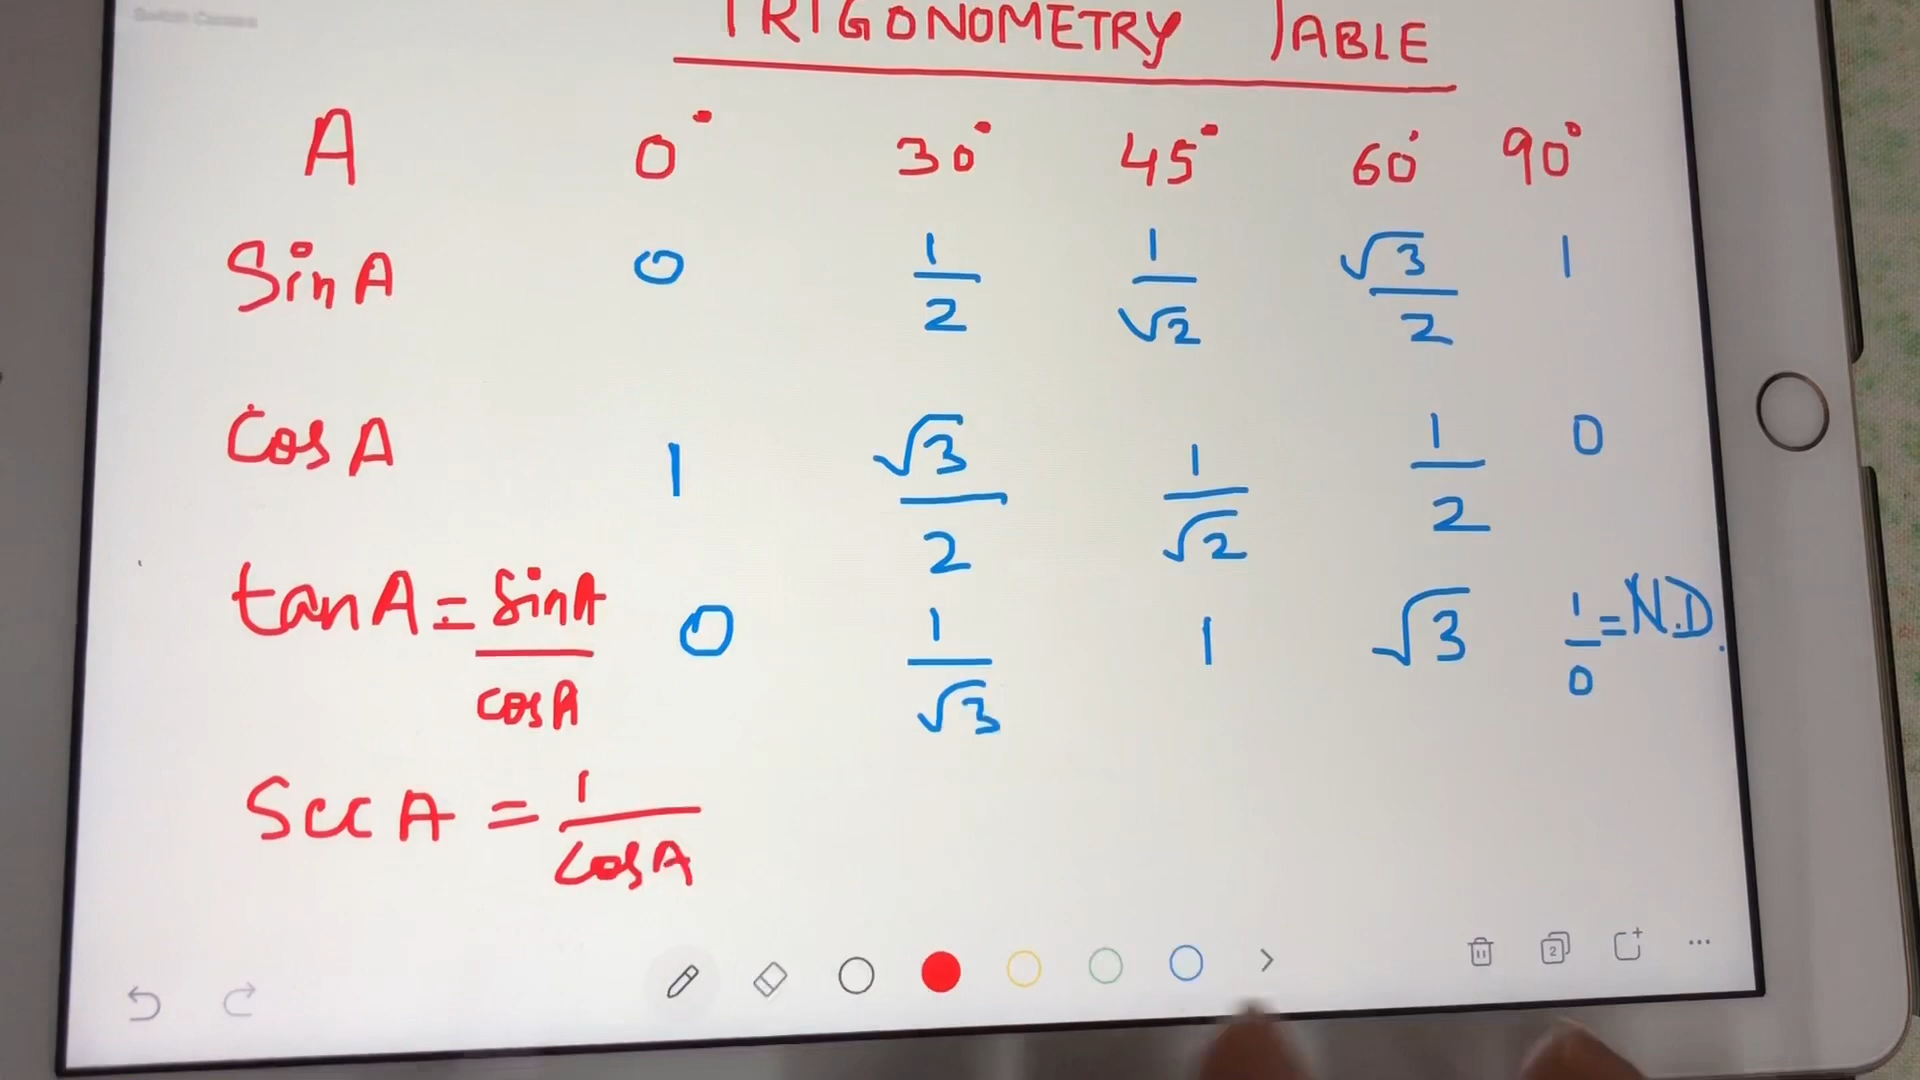 TRIGONOMETRY TABLE
A 0° 30° 45° 60° 90°
Sin A 0 1/2 1/√2 √3/2 1
Cos A 1 √3/2 1/√2 1/2 0
tan A = sin A/cos A 0 1/√3 1 √3 1/0 = N.D.
Sec A = 1/cos A
2